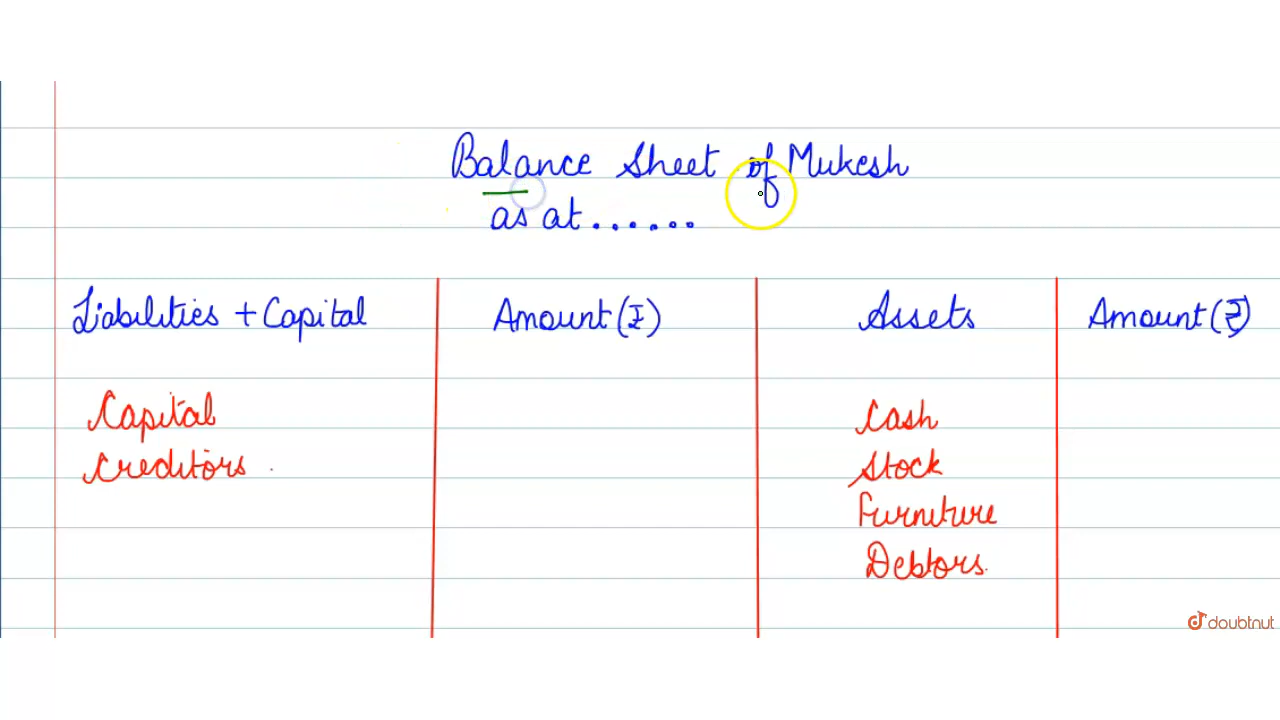 Balance Sheet of Mukesh
as at......
Liabilities + Capital Amount (₹) Assets Amount (₹)
Capital Cash
Creditors Stock
Furniture
Debtors
doubtnut